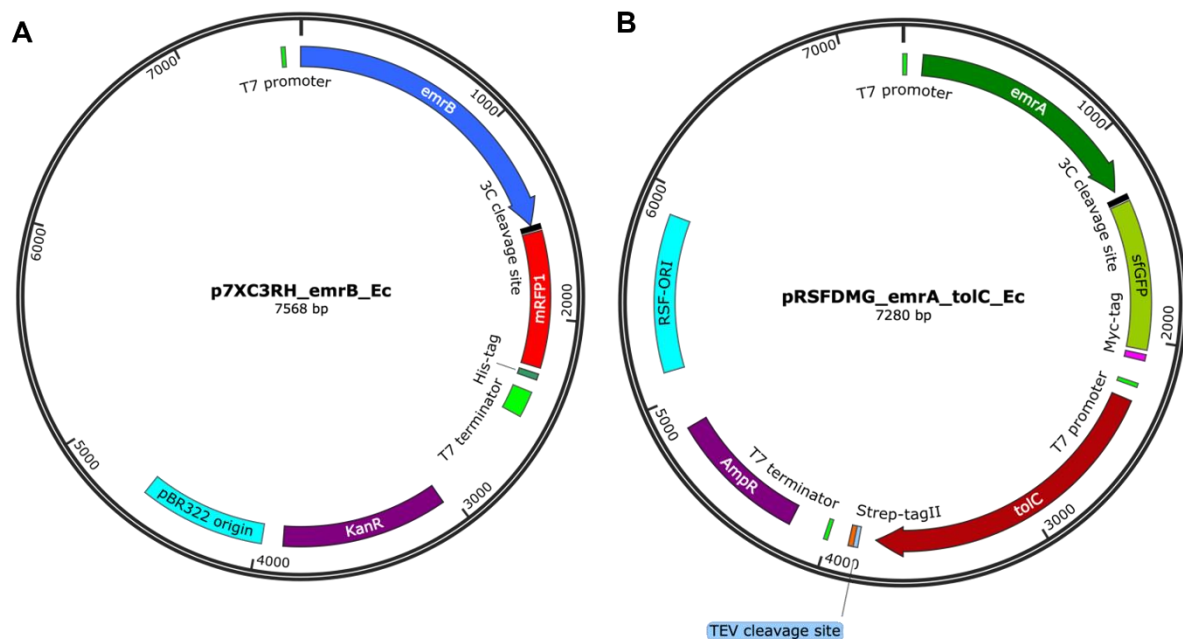 A
T7 promoter
emrB
1000
3C cleavage site
mRFP1
2000
His-tag
T7 terminator
3000
KanR
4000
pBR322 origin
5000
6000
7000
p7XC3RH_emrB_Ec
7568 bp
B
T7 promoter
emrA
1000
3C cleavage site
sfGFP
2000
Myc-tag
T7 promoter
tolC
3000
Strep-tagII
TEV cleavage site
4000
T7 terminator
AmpR
5000
RSF-ORI
6000
7000
pRSFDMG_emrA_tolC_Ec
7280 bp